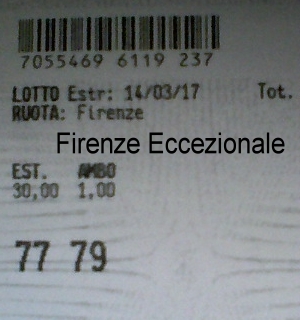 7055469 6119 237
LOTTO Estr: 14/03/17 Tot.
RUOTA: Firenze
Firenze Eccezionale
EST. AMBO
30,00 1,00
77 79